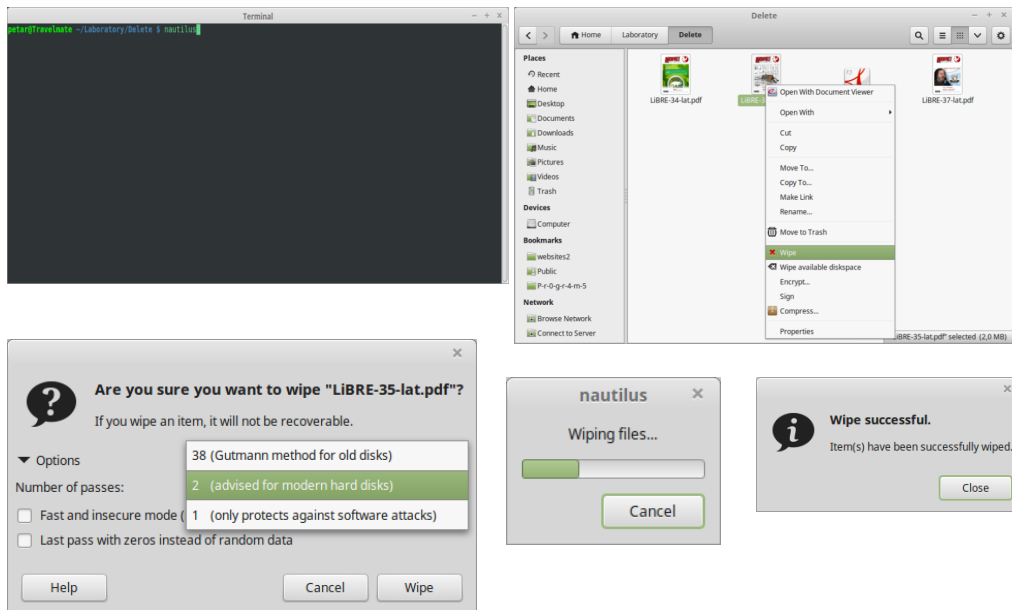 Terminal
petar@Travelmate ~/Laboratory/Delete $ nautilus
Delete
Home
Laboratory
Delete
Places
Recent
Home
Desktop
Documents
Downloads
Music
Pictures
Videos
Trash
Devices
Computer
Bookmarks
websites2
Public
P-r-0-g-r-4-m-5
Network
Browse Network
Connect to Server
LiBRE-34-lat.pdf
LiBRE-37-lat.pdf
Open With Document Viewer
Open With
Cut
Copy
Move To...
Copy To...
Make Link
Rename...
Move to Trash
Wipe
Wipe available diskspace
Encrypt...
Sign
Compress...
Properties
iBRE-35-lat.pdf" selected (2,0 MB)
Are you sure you want to wipe "LiBRE-35-lat.pdf"?
If you wipe an item, it will not be recoverable.
Options
Number of passes:
38 (Gutmann method for old disks)
2 (advised for modern hard disks)
1 (only protects against software attacks)
Fast and insecure mode (
Last pass with zeros instead of random data
Help
Cancel
Wipe
nautilus
Wiping files...
Cancel
Wipe successful.
Item(s) have been successfully wiped.
Close